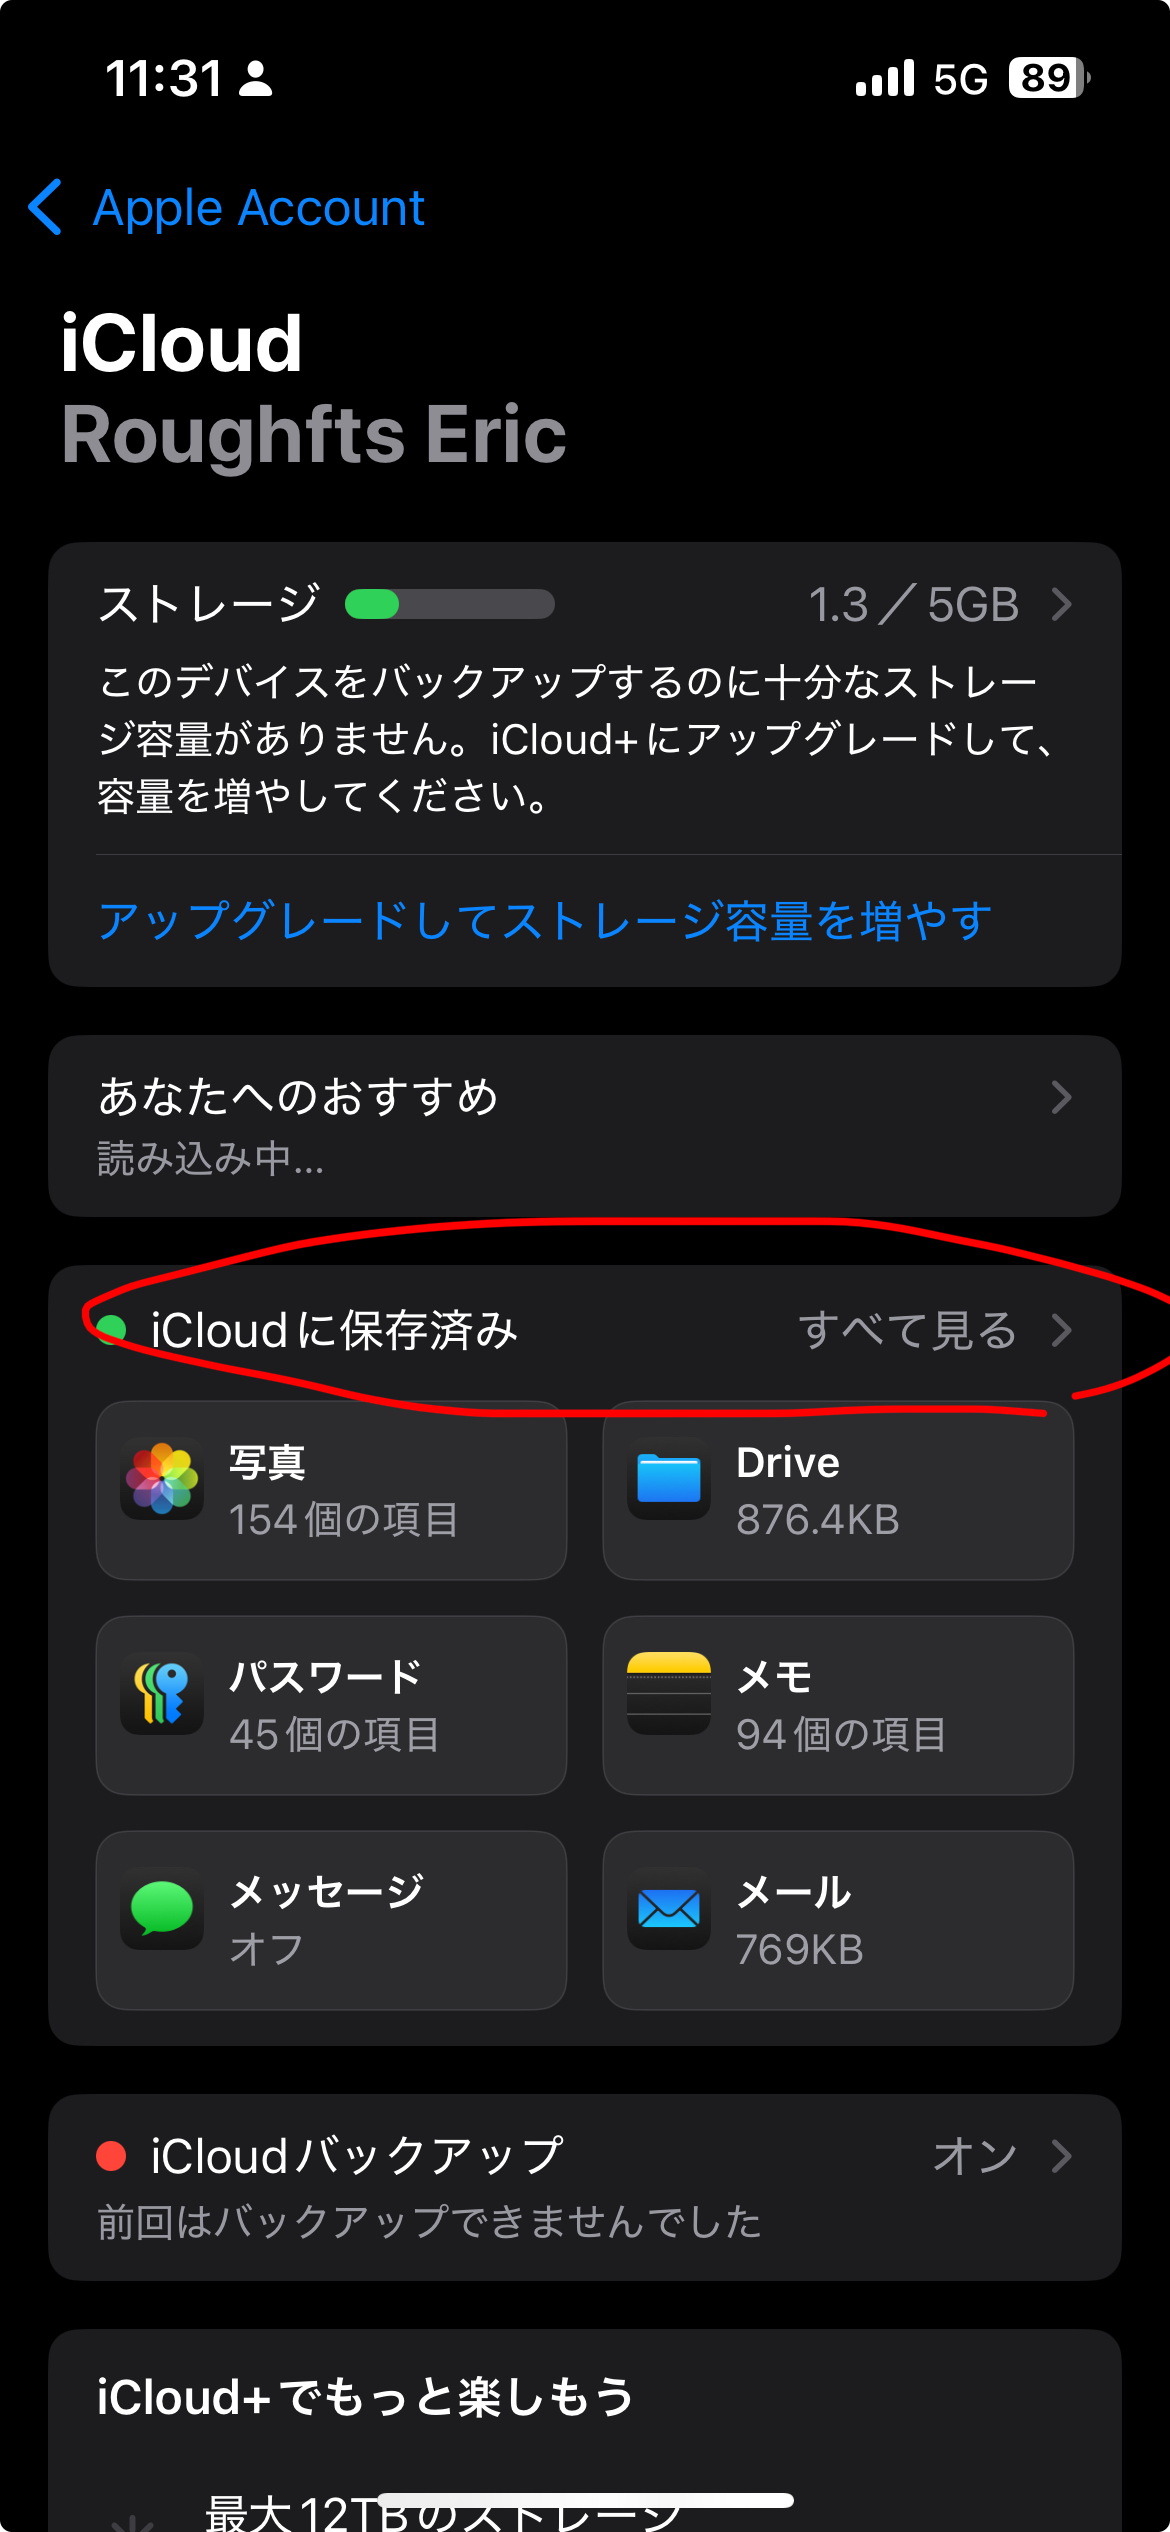 11:31
5G 89
Apple Account
iCloud
Roughfts Eric
ストレージ 1.3／5GB
このデバイスをバックアップするのに十分なストレー
ジ容量がありません。iCloud+にアップグレードして、
容量を増やしてください。
アップグレードしてストレージ容量を増やす
あなたへのおすすめ
読み込み中...
iCloudに保存済み すべて見る
写真
154個の項目
Drive
876.4KB
パスワード
45個の項目
メモ
94個の項目
メッセージ
オフ
メール
769KB
iCloudバックアップ オン
前回はバックアップできませんでした
iCloud+でもっと楽しもう
最大12TBのストレージ